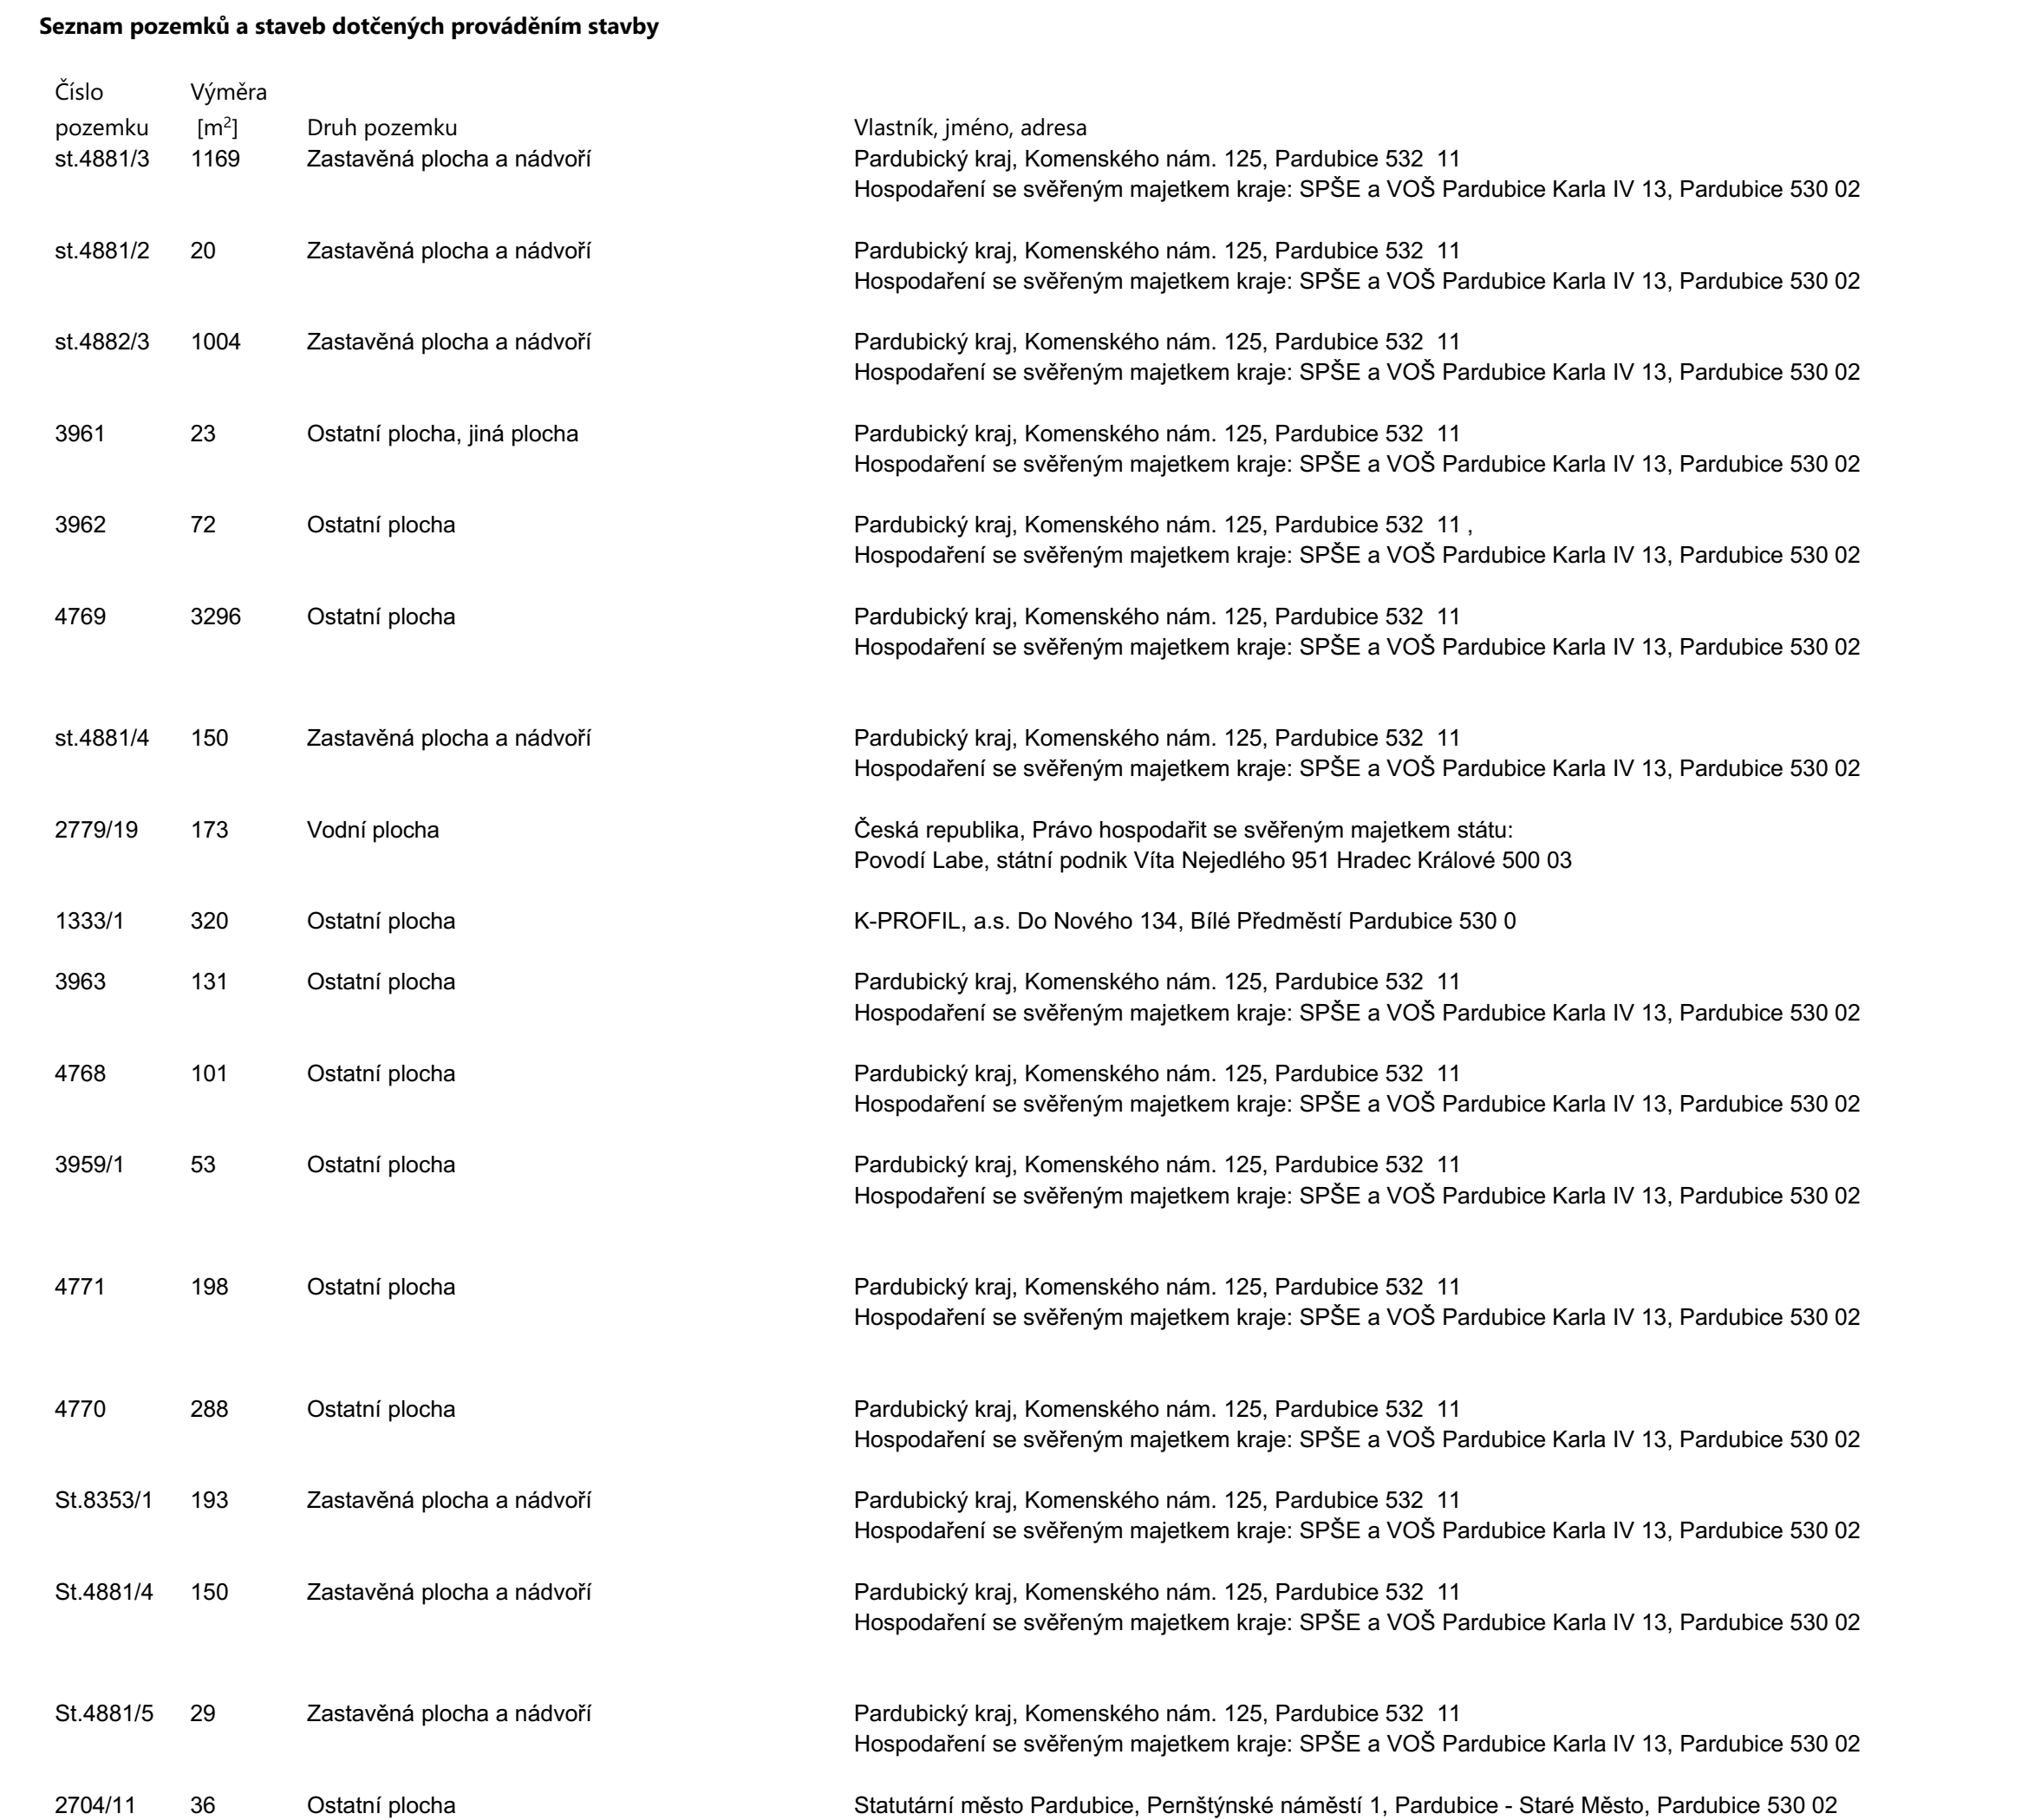 Seznam pozemků a staveb dotčených prováděním stavby
Číslo Výměra
pozemku [m²] Druh pozemku Vlastník, jméno, adresa
st.4881/3 1169 Zastavěná plocha a nádvoří Pardubický kraj, Komenského nám. 125, Pardubice 532 11
Hospodaření se svěřeným majetkem kraje: SPŠE a VOŠ Pardubice Karla IV 13, Pardubice 530 02
st.4881/2 20 Zastavěná plocha a nádvoří Pardubický kraj, Komenského nám. 125, Pardubice 532 11
Hospodaření se svěřeným majetkem kraje: SPŠE a VOŠ Pardubice Karla IV 13, Pardubice 530 02
st.4882/3 1004 Zastavěná plocha a nádvoří Pardubický kraj, Komenského nám. 125, Pardubice 532 11
Hospodaření se svěřeným majetkem kraje: SPŠE a VOŠ Pardubice Karla IV 13, Pardubice 530 02
3961 23 Ostatní plocha, jiná plocha Pardubický kraj, Komenského nám. 125, Pardubice 532 11
Hospodaření se svěřeným majetkem kraje: SPŠE a VOŠ Pardubice Karla IV 13, Pardubice 530 02
3962 72 Ostatní plocha Pardubický kraj, Komenského nám. 125, Pardubice 532 11 ,
Hospodaření se svěřeným majetkem kraje: SPŠE a VOŠ Pardubice Karla IV 13, Pardubice 530 02
4769 3296 Ostatní plocha Pardubický kraj, Komenského nám. 125, Pardubice 532 11
Hospodaření se svěřeným majetkem kraje: SPŠE a VOŠ Pardubice Karla IV 13, Pardubice 530 02
st.4881/4 150 Zastavěná plocha a nádvoří Pardubický kraj, Komenského nám. 125, Pardubice 532 11
Hospodaření se svěřeným majetkem kraje: SPŠE a VOŠ Pardubice Karla IV 13, Pardubice 530 02
2779/19 173 Vodní plocha Česká republika, Právo hospodařit se svěřeným majetkem státu:
Povodí Labe, státní podnik Víta Nejedlého 951 Hradec Králové 500 03
1333/1 320 Ostatní plocha K-PROFIL, a.s. Do Nového 134, Bílé Předměstí Pardubice 530 0
3963 131 Ostatní plocha Pardubický kraj, Komenského nám. 125, Pardubice 532 11
Hospodaření se svěřeným majetkem kraje: SPŠE a VOŠ Pardubice Karla IV 13, Pardubice 530 02
4768 101 Ostatní plocha Pardubický kraj, Komenského nám. 125, Pardubice 532 11
Hospodaření se svěřeným majetkem kraje: SPŠE a VOŠ Pardubice Karla IV 13, Pardubice 530 02
3959/1 53 Ostatní plocha Pardubický kraj, Komenského nám. 125, Pardubice 532 11
Hospodaření se svěřeným majetkem kraje: SPŠE a VOŠ Pardubice Karla IV 13, Pardubice 530 02
4771 198 Ostatní plocha Pardubický kraj, Komenského nám. 125, Pardubice 532 11
Hospodaření se svěřeným majetkem kraje: SPŠE a VOŠ Pardubice Karla IV 13, Pardubice 530 02
4770 288 Ostatní plocha Pardubický kraj, Komenského nám. 125, Pardubice 532 11
Hospodaření se svěřeným majetkem kraje: SPŠE a VOŠ Pardubice Karla IV 13, Pardubice 530 02
St.8353/1 193 Zastavěná plocha a nádvoří Pardubický kraj, Komenského nám. 125, Pardubice 532 11
Hospodaření se svěřeným majetkem kraje: SPŠE a VOŠ Pardubice Karla IV 13, Pardubice 530 02
St.4881/4 150 Zastavěná plocha a nádvoří Pardubický kraj, Komenského nám. 125, Pardubice 532 11
Hospodaření se svěřeným majetkem kraje: SPŠE a VOŠ Pardubice Karla IV 13, Pardubice 530 02
St.4881/5 29 Zastavěná plocha a nádvoří Pardubický kraj, Komenského nám. 125, Pardubice 532 11
Hospodaření se svěřeným majetkem kraje: SPŠE a VOŠ Pardubice Karla IV 13, Pardubice 530 02
2704/11 36 Ostatní plocha Statutární město Pardubice, Pernštýnské náměstí 1, Pardubice - Staré Město, Pardubice 530 02